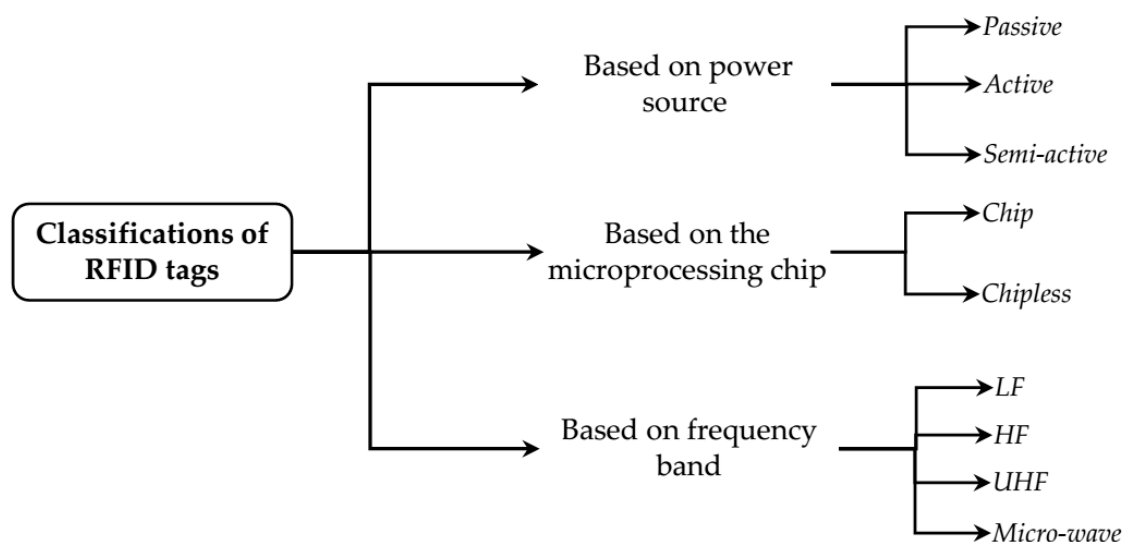 Classifications of
RFID tags
Based on power
source
Passive
Active
Semi-active
Based on the
microprocessing chip
Chip
Chipless
Based on frequency
band
LF
HF
UHF
Micro-wave